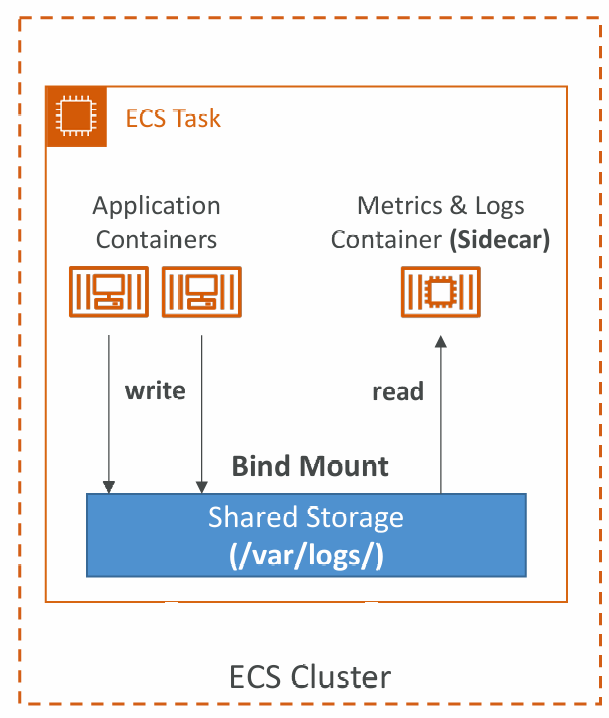 ECS Task
Application
Containers
Metrics & Logs
Container (Sidecar)
write
read
Bind Mount
Shared Storage
(/var/logs/)
ECS Cluster